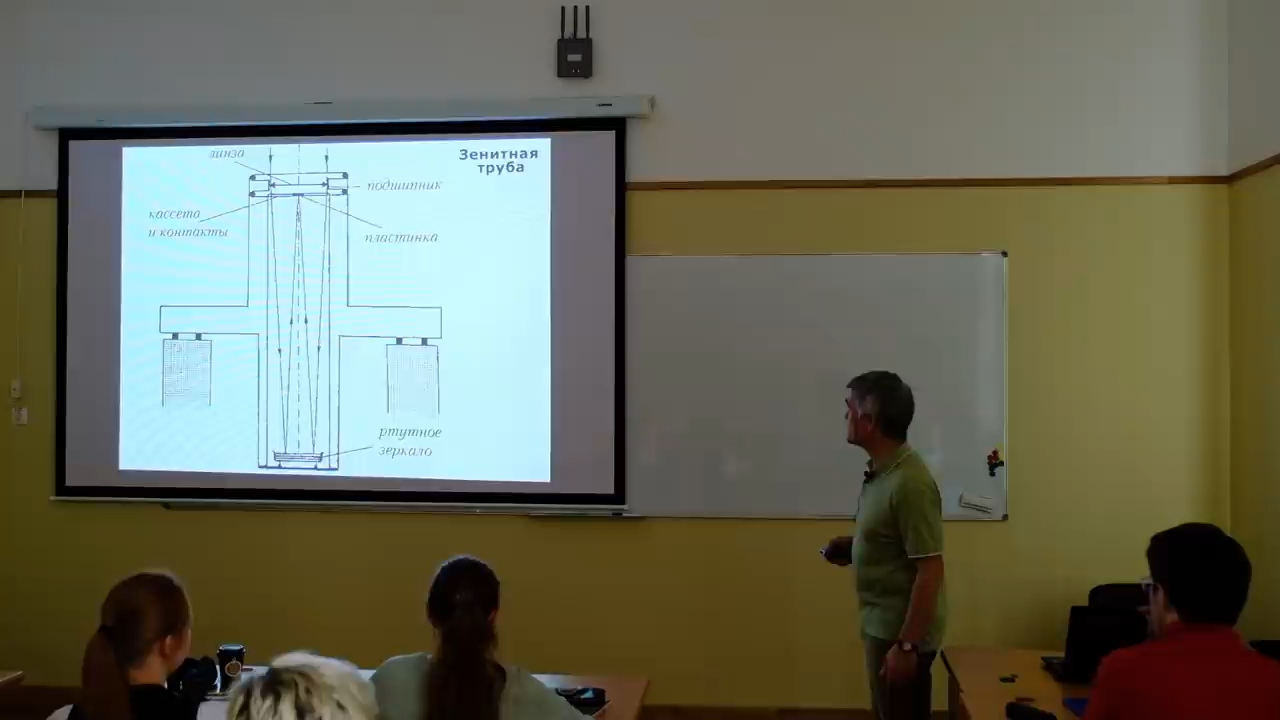 Зенитная
труба
линза
подшипник
кассета
и контакты
пластинка
ртутное
зеркало